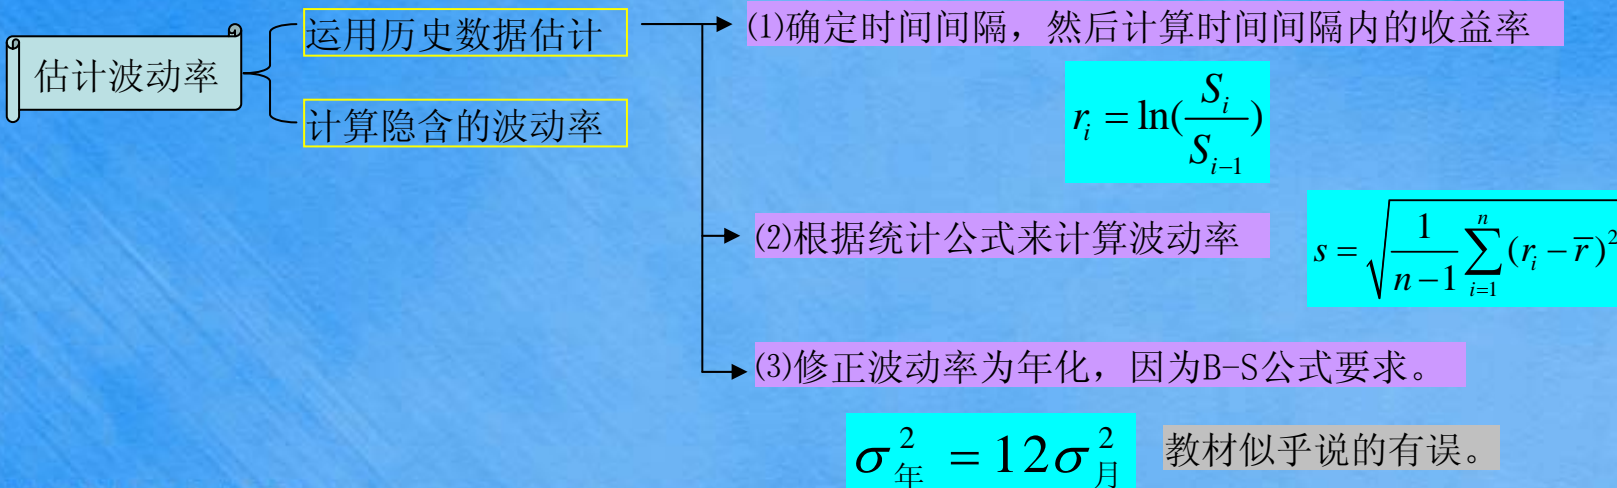 估计波动率
运用历史数据估计
计算隐含的波动率
⑴确定时间间隔，然后计算时间间隔内的收益率
r_i = ln(S_i / S_{i-1})
⑵根据统计公式来计算波动率
s = √(1/(n-1) ∑_{i=1}^{n} (r_i - r̄)²)
⑶修正波动率为年化，因为B-S公式要求。
σ²_年 = 12σ²_月
教材似乎说的有误。